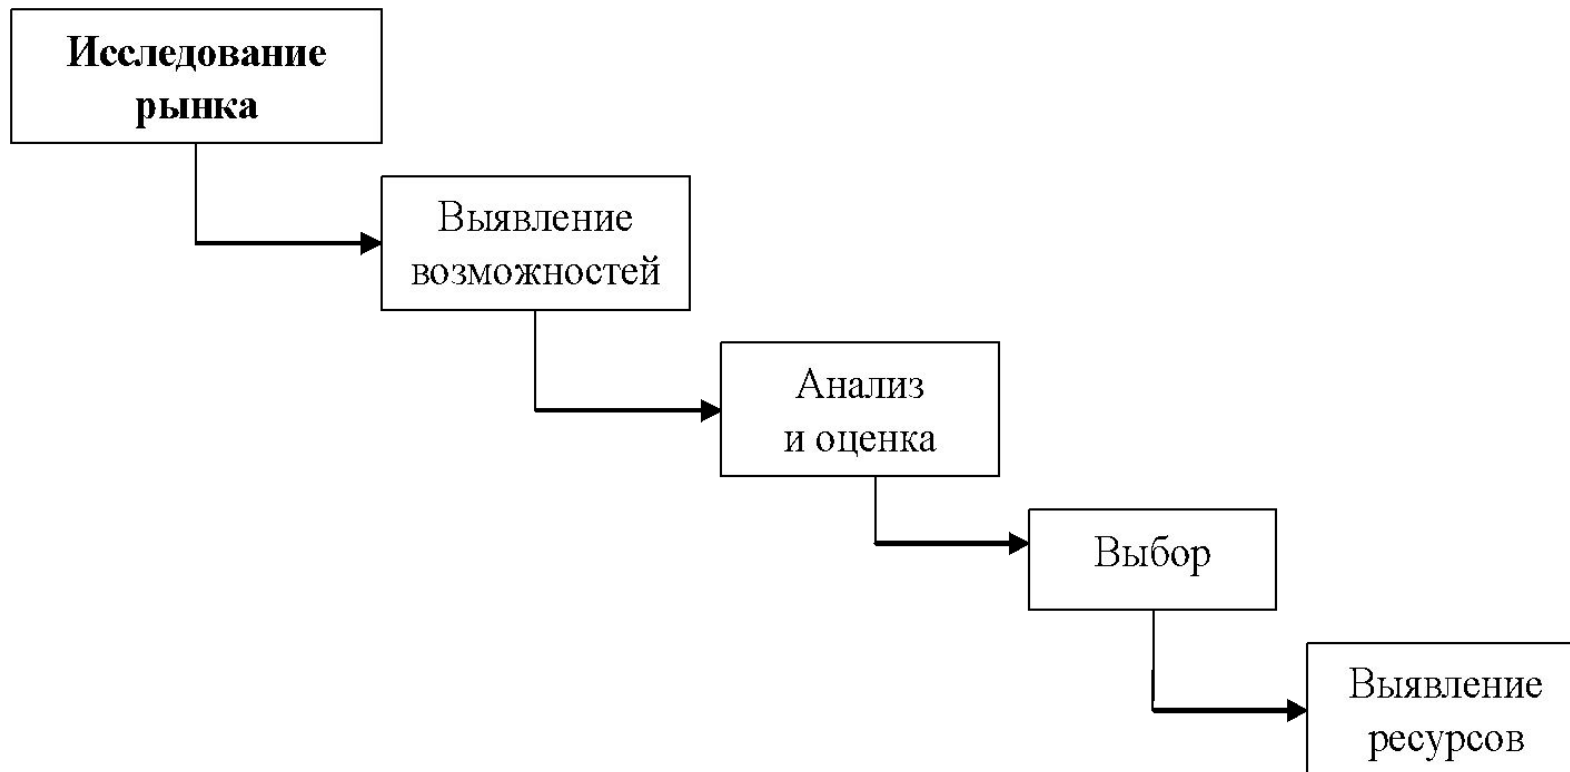 Исследование
рынка
Выявление
возможностей
Анализ
и оценка
Выбор
Выявление
ресурсов